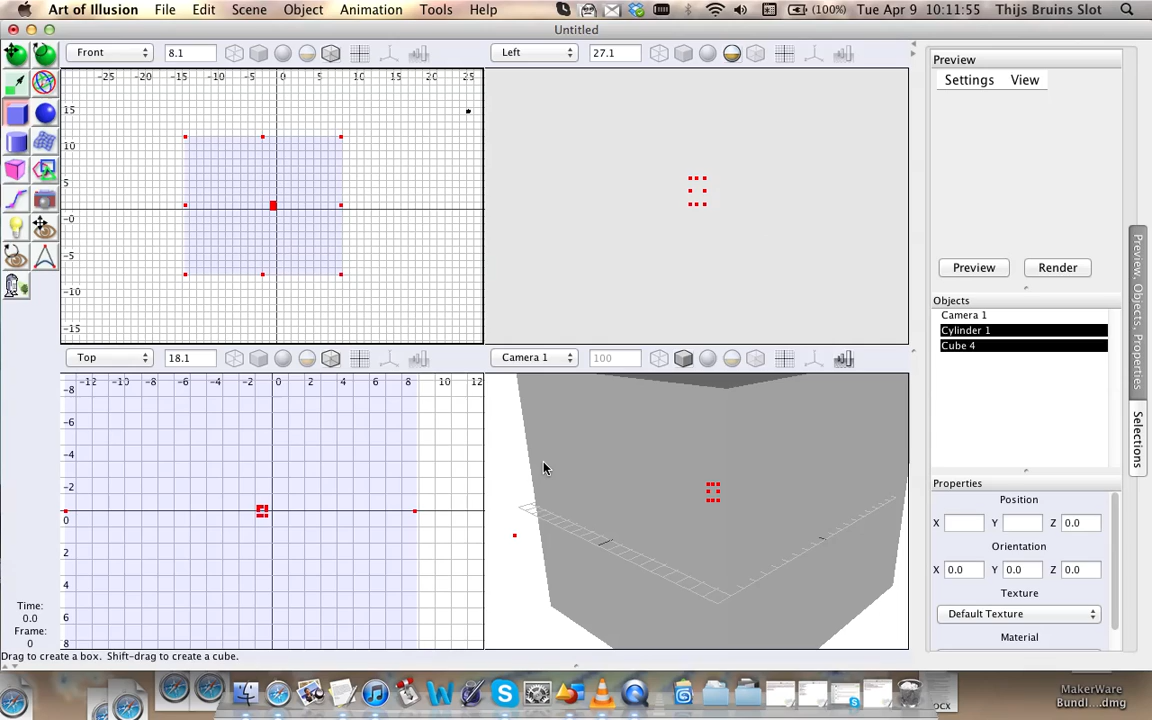 Art of Illusion File Edit Scene Object Animation Tools Help (100%) Tue Apr 9 10:11:55 Thijs Bruins Slot
Untitled
Front 8.1 Left 27.1
-25 -20 -15 -10 -5 0 5 10 15 20 25
15
10
5
-0
-5
-10
-15
Top 18.1 Camera 1 100
-12 -10 -8 -6 -4 -2 0 2 4 6 8 10 12
-8
-6
-4
-2
0
2
4
6
8
Time:
0.0
Frame:
0
Drag to create a box. Shift-drag to create a cube.
Preview
Settings View
Preview Render
Objects
Camera 1
Cylinder 1
Cube 4
Properties
Position
X Y Z 0.0
Orientation
X 0.0 Y 0.0 Z 0.0
Texture
Default Texture
Material
Preview, Objects, Properties
Selections
DOCX
MakerWare
Bundl....dmg